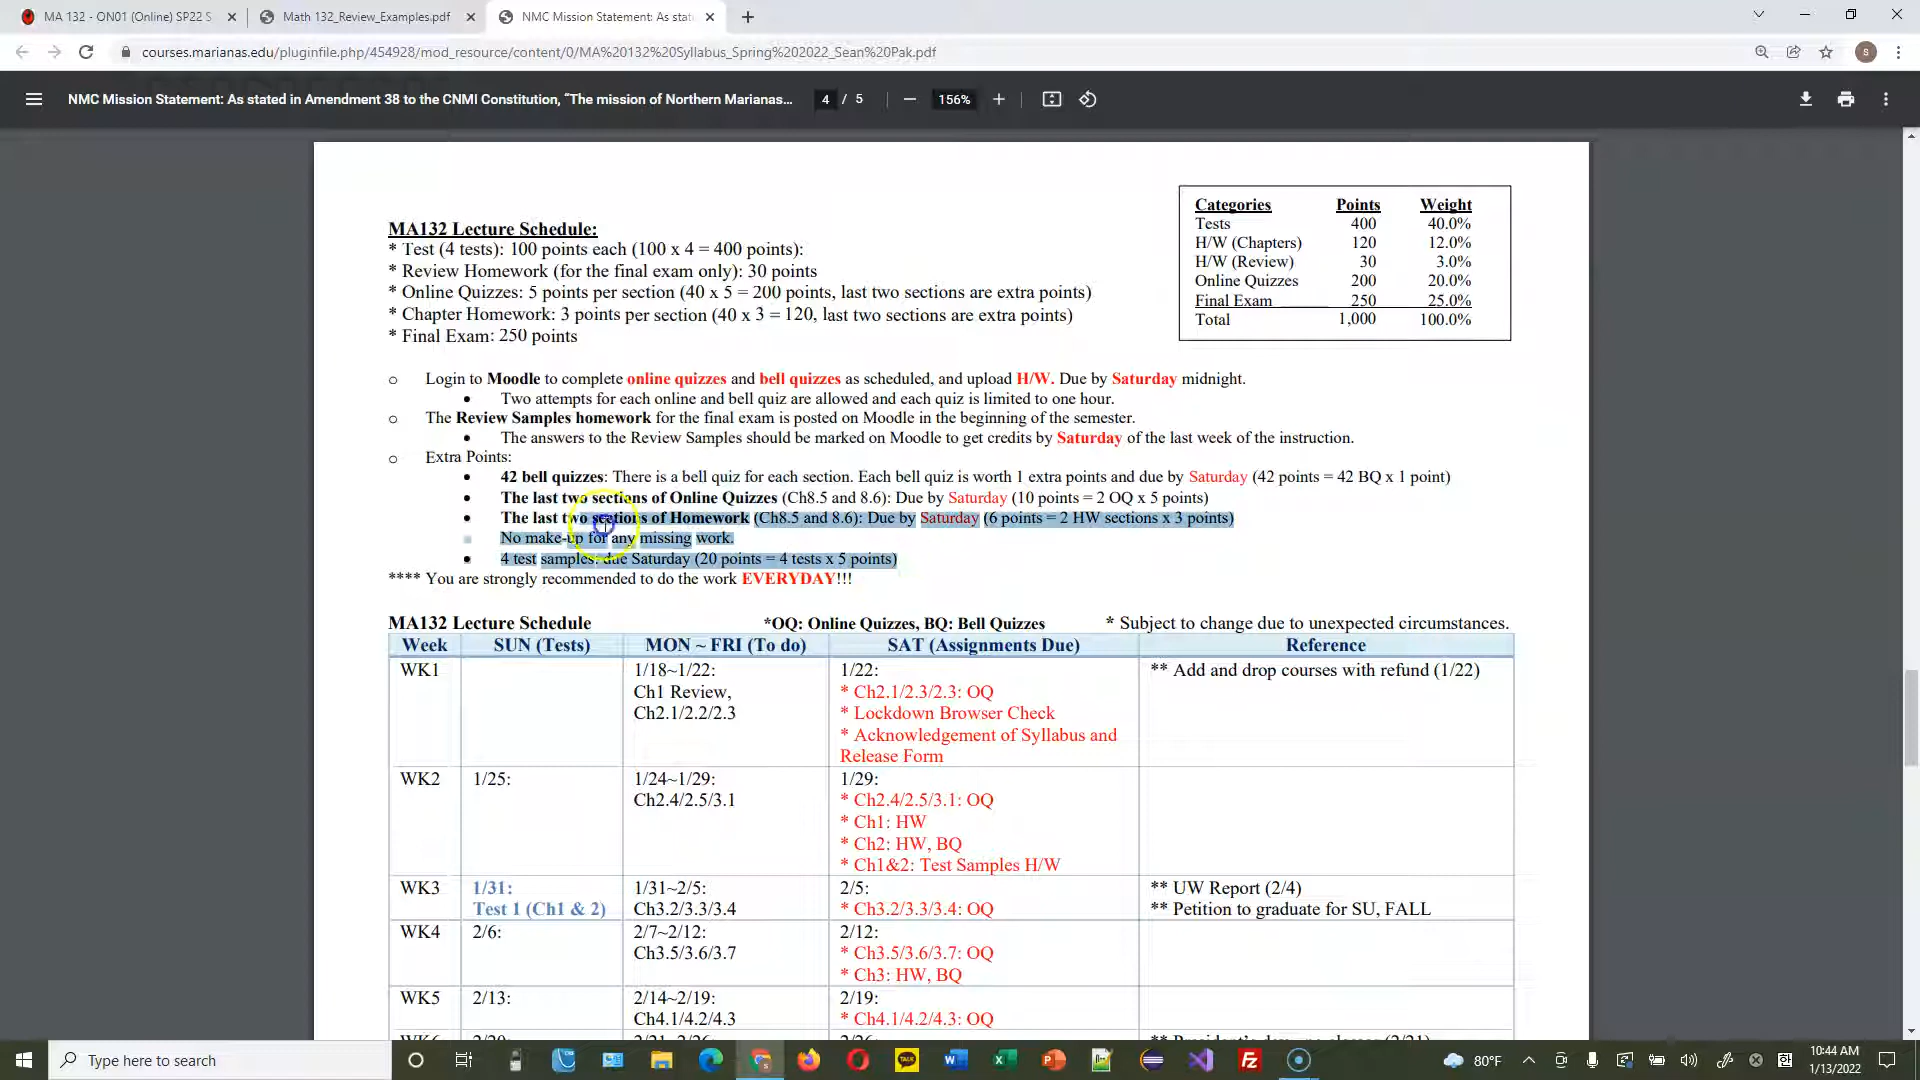 MA 132 - ON01 (Online) SP22 S
Math 132_Review_Examples.pdf
NMC Mission Statement: As stat
courses.marianas.edu/pluginfile.php/454928/mod_resource/content/0/MA%20132%20Syllabus_Spring%202022_Sean%20Pak.pdf
S
NMC Mission Statement: As stated in Amendment 38 to the CNMI Constitution, “The mission of Northern Marianas...
4 / 5
156%
Categories Points Weight
Tests 400 40.0%
H/W (Chapters) 120 12.0%
H/W (Review) 30 3.0%
Online Quizzes 200 20.0%
Final Exam 250 25.0%
Total 1,000 100.0%
MA132 Lecture Schedule:
* Test (4 tests): 100 points each (100 x 4 = 400 points):
* Review Homework (for the final exam only): 30 points
* Online Quizzes: 5 points per section (40 x 5 = 200 points, last two sections are extra points)
* Chapter Homework: 3 points per section (40 x 3 = 120, last two sections are extra points)
* Final Exam: 250 points
o Login to Moodle to complete online quizzes and bell quizzes as scheduled, and upload H/W. Due by Saturday midnight.
• Two attempts for each online and bell quiz are allowed and each quiz is limited to one hour.
o The Review Samples homework for the final exam is posted on Moodle in the beginning of the semester.
• The answers to the Review Samples should be marked on Moodle to get credits by Saturday of the last week of the instruction.
o Extra Points:
• 42 bell quizzes: There is a bell quiz for each section. Each bell quiz is worth 1 extra points and due by Saturday (42 points = 42 BQ x 1 point)
• The last two sections of Online Quizzes (Ch8.5 and 8.6): Due by Saturday (10 points = 2 OQ x 5 points)
• The last two sections of Homework (Ch8.5 and 8.6): Due by Saturday (6 points = 2 HW sections x 3 points)
No make-up for any missing work.
• 4 test samples: due Saturday (20 points = 4 tests x 5 points)
**** You are strongly recommended to do the work EVERYDAY!!!
MA132 Lecture Schedule *OQ: Online Quizzes, BQ: Bell Quizzes * Subject to change due to unexpected circumstances.
Week SUN (Tests) MON ~ FRI (To do) SAT (Assignments Due) Reference
WK1 1/18~1/22: 1/22: ** Add and drop courses with refund (1/22)
Ch1 Review, * Ch2.1/2.3/2.3: OQ
Ch2.1/2.2/2.3 * Lockdown Browser Check
* Acknowledgement of Syllabus and
Release Form
WK2 1/25: 1/24~1/29: 1/29:
Ch2.4/2.5/3.1 * Ch2.4/2.5/3.1: OQ
* Ch1: HW
* Ch2: HW, BQ
* Ch1&2: Test Samples H/W
WK3 1/31: 1/31~2/5: 2/5: ** UW Report (2/4)
Test 1 (Ch1 & 2) Ch3.2/3.3/3.4 * Ch3.2/3.3/3.4: OQ ** Petition to graduate for SU, FALL
WK4 2/6: 2/7~2/12: 2/12:
Ch3.5/3.6/3.7 * Ch3.5/3.6/3.7: OQ
* Ch3: HW, BQ
WK5 2/13: 2/14~2/19: 2/19:
Ch4.1/4.2/4.3 * Ch4.1/4.2/4.3: OQ
Type here to search
80°F
10:44 AM
1/13/2022